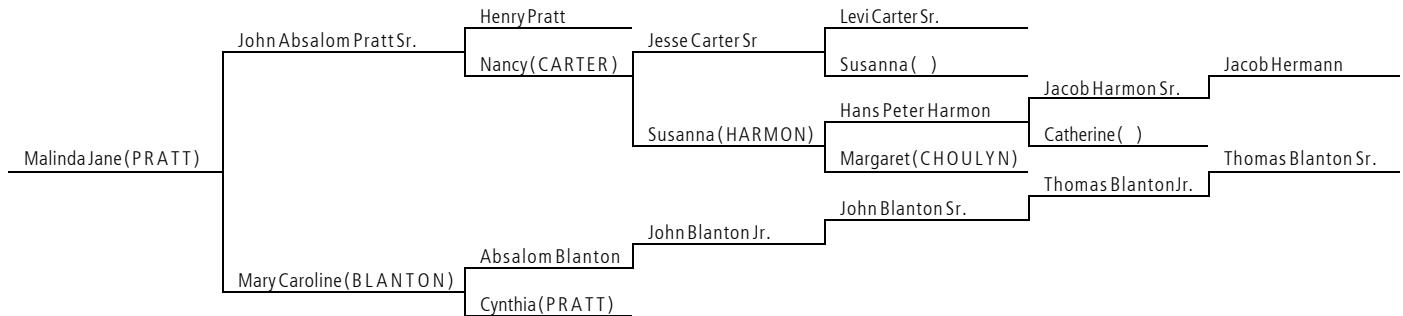 Henry Pratt
Levi Carter Sr.
John Absalom Pratt Sr.
Jesse Carter Sr
Nancy (CARTER)
Susanna ( )
Jacob Hermann
Jacob Harmon Sr.
Hans Peter Harmon
Susanna (HARMON)
Catherine ( )
Malinda Jane (PRATT)
Margaret (CHOULYN)
Thomas Blanton Sr.
Thomas Blanton Jr.
John Blanton Sr.
John Blanton Jr.
Absalom Blanton
Mary Caroline (BLANTON)
Cynthia (PRATT)